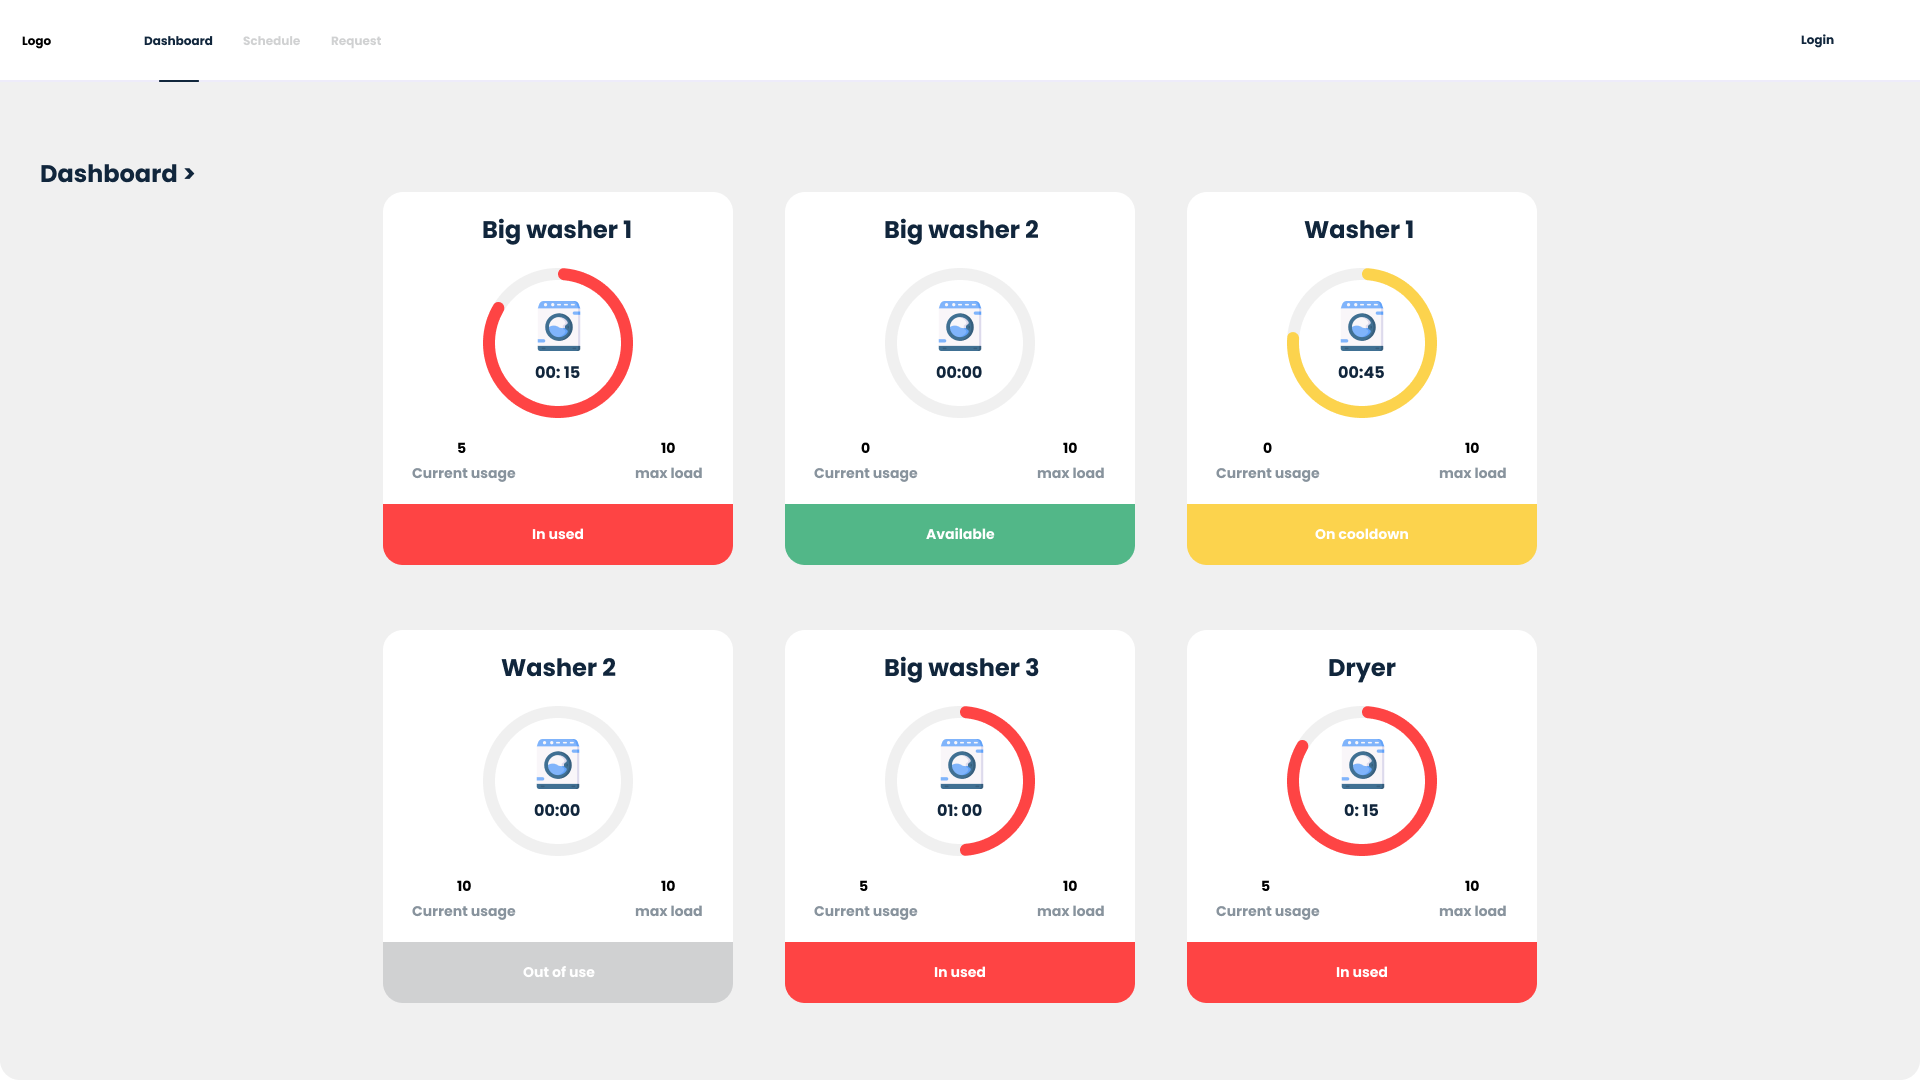 Logo
Dashboard
Schedule
Request
Login
Dashboard >
Big washer 1
00: 15
5
10
Current usage
max load
In used
Big washer 2
00:00
0
10
Current usage
max load
Available
Washer 1
00:45
0
10
Current usage
max load
On cooldown
Washer 2
00:00
10
10
Current usage
max load
Out of use
Big washer 3
01: 00
5
10
Current usage
max load
In used
Dryer
0: 15
5
10
Current usage
max load
In used